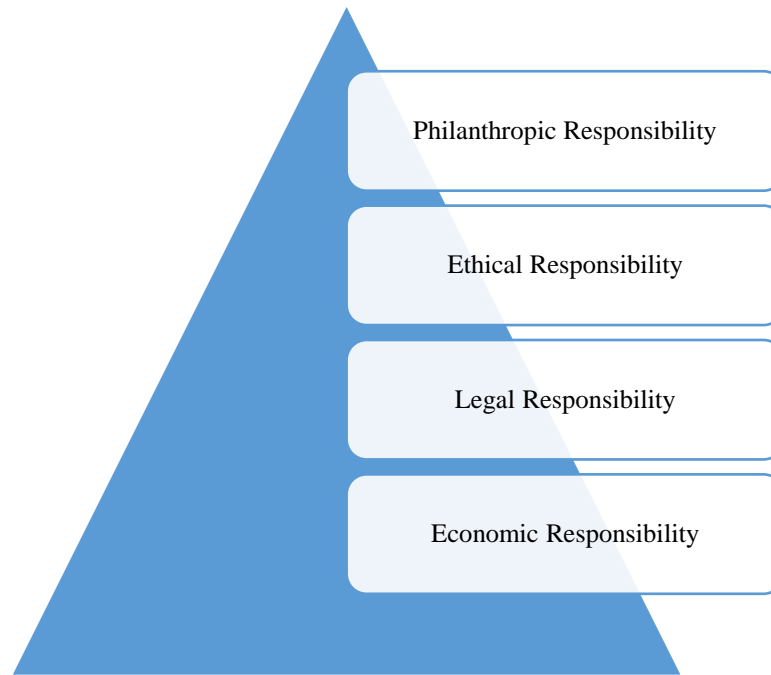 Philanthropic Responsibility
Ethical Responsibility
Legal Responsibility
Economic Responsibility